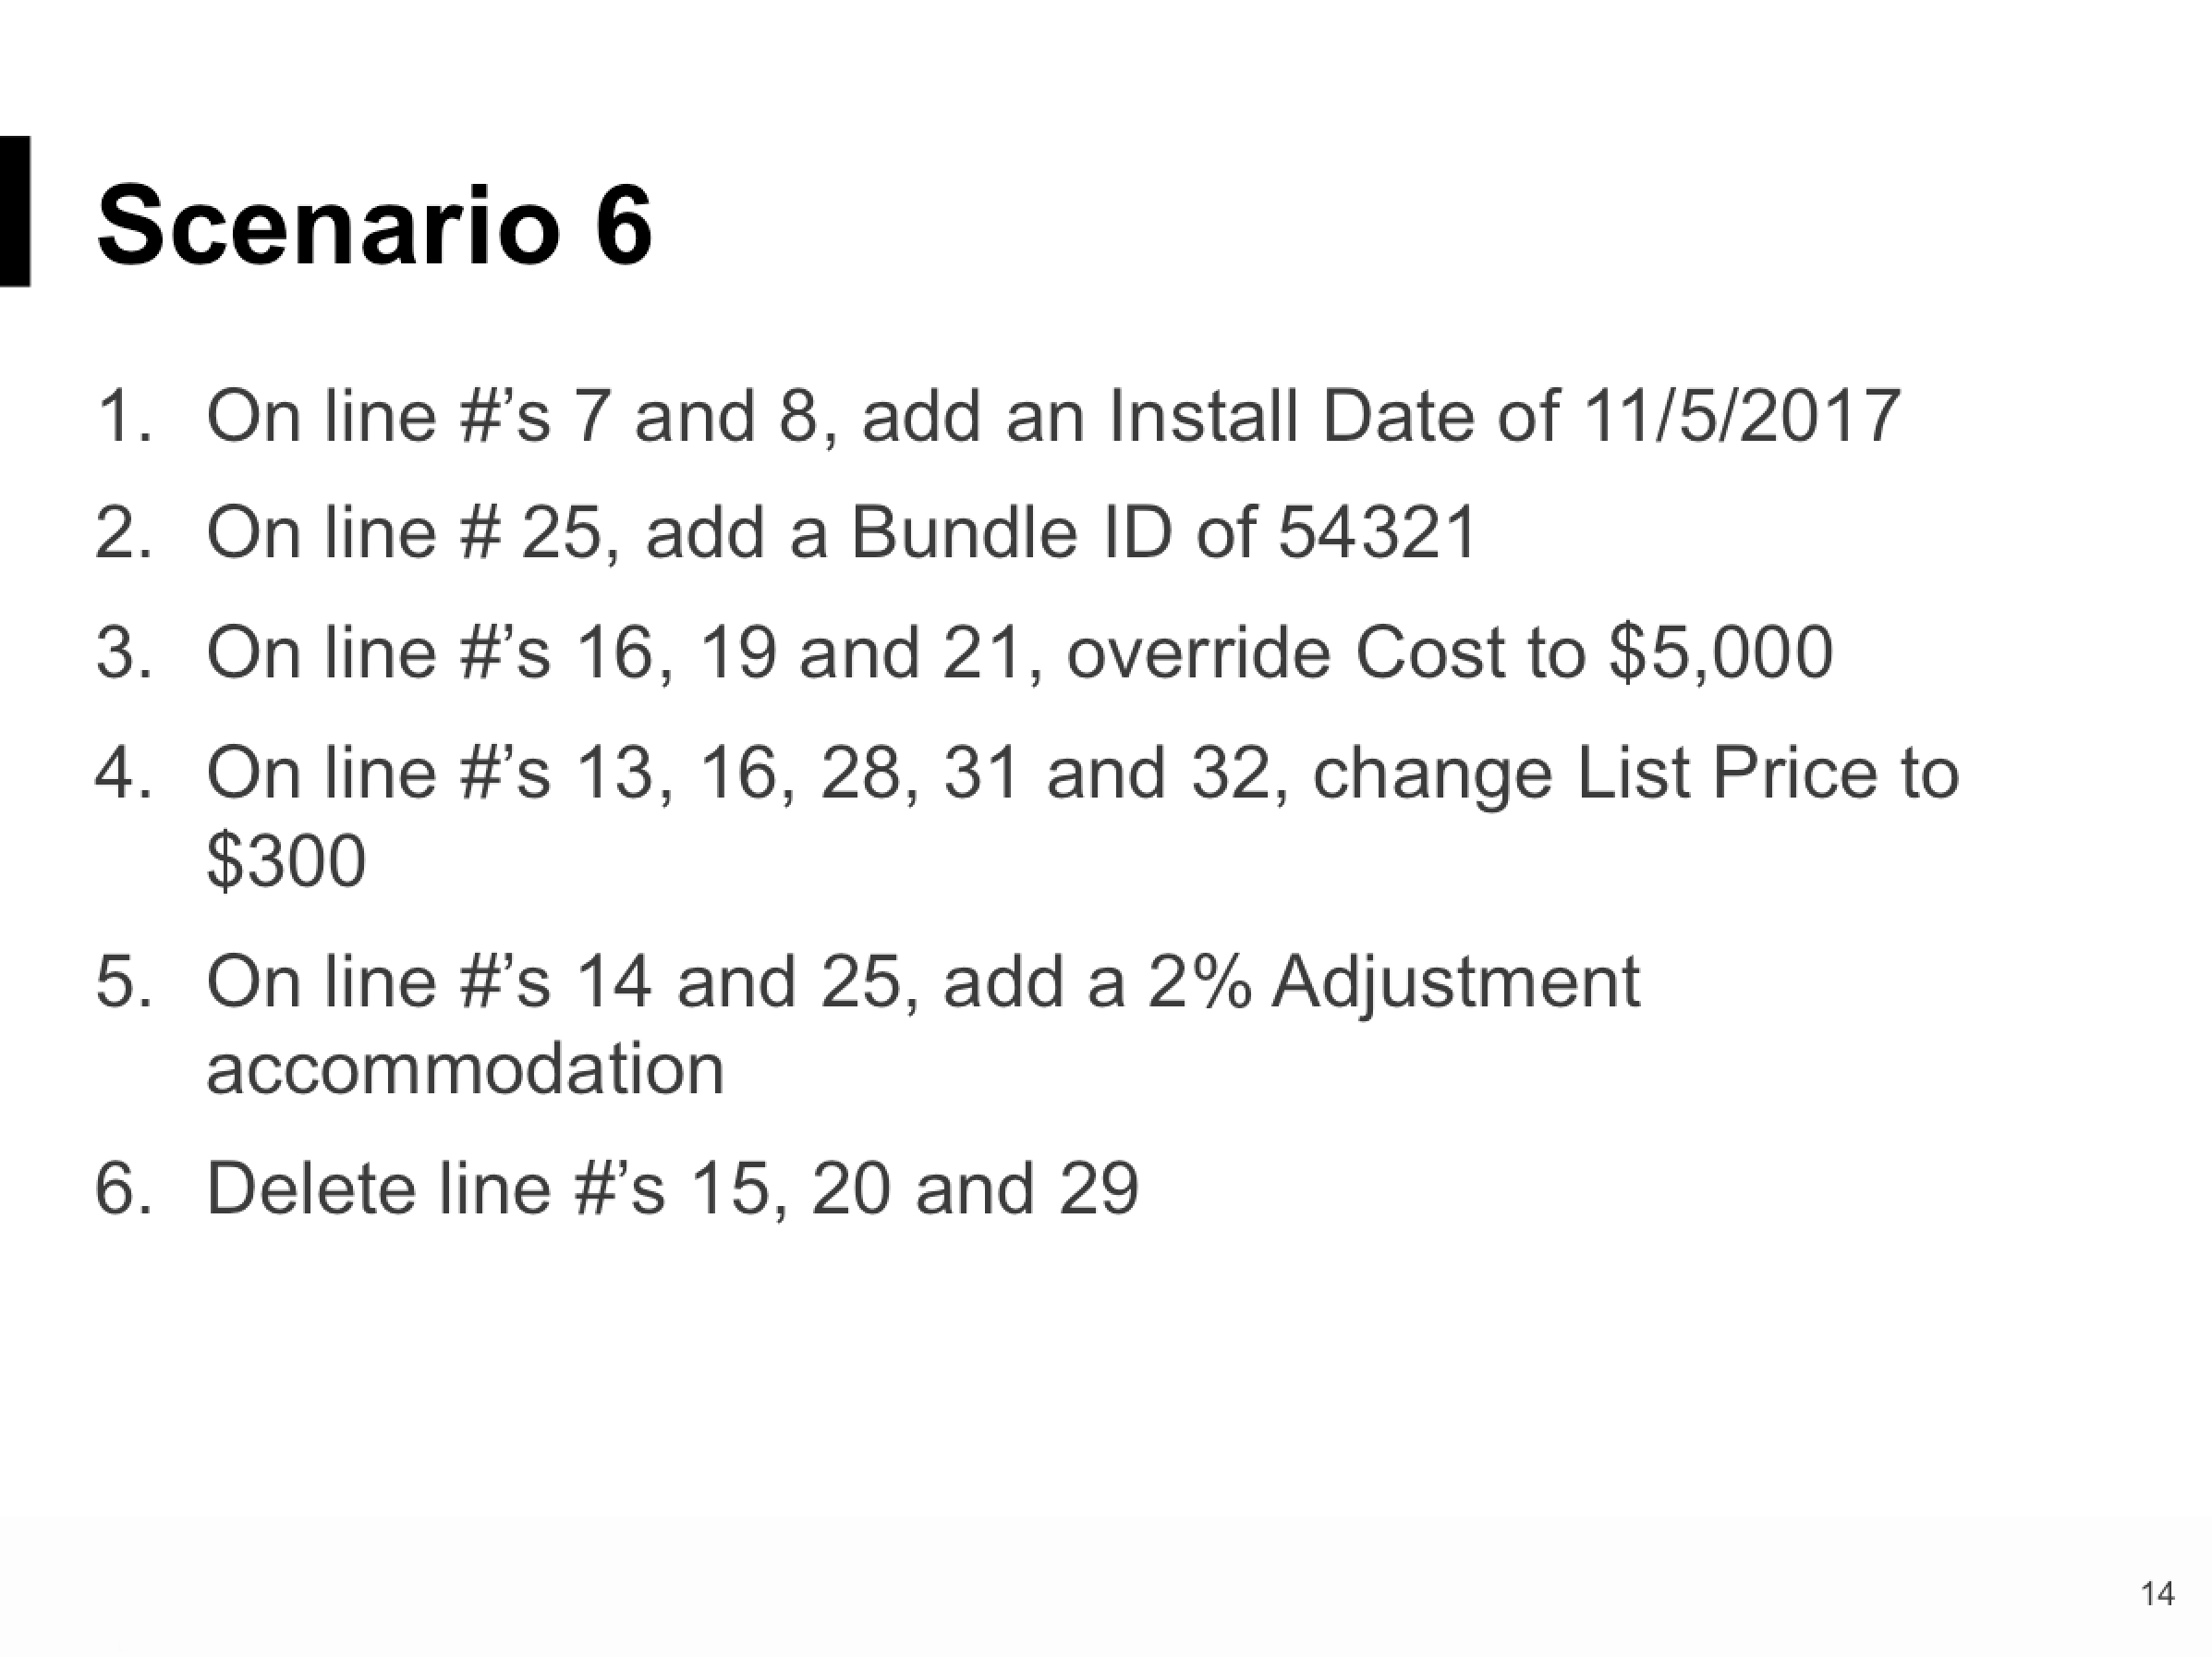 Scenario 6
1. On line #’s 7 and 8, add an Install Date of 11/5/2017
2. On line # 25, add a Bundle ID of 54321
3. On line #’s 16, 19 and 21, override Cost to $5,000
4. On line #’s 13, 16, 28, 31 and 32, change List Price to
$300
5. On line #’s 14 and 25, add a 2% Adjustment
accommodation
6. Delete line #’s 15, 20 and 29
14